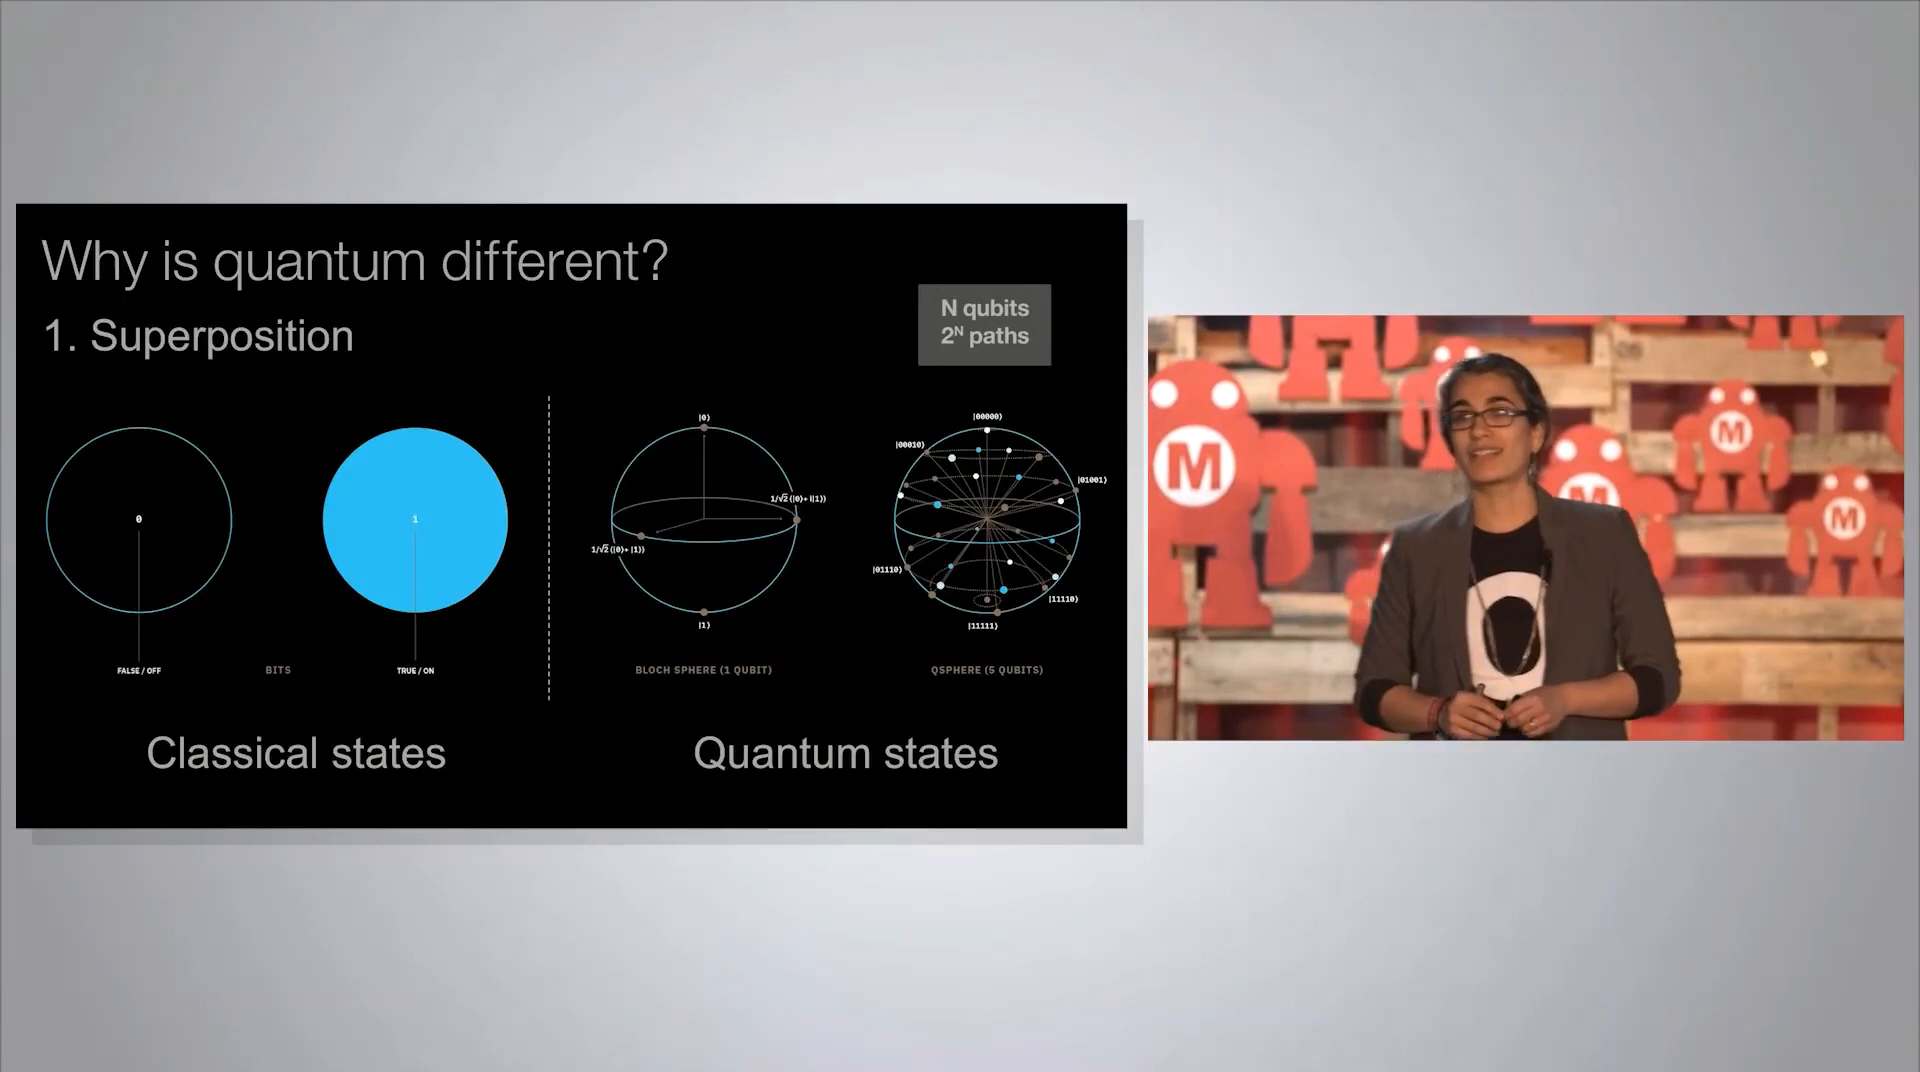 Why is quantum different?
1. Superposition
N qubits
2ᴺ paths
0
1
FALSE / OFF
BITS
TRUE / ON
|0⟩
1/√2 (|0⟩+ i|1⟩)
1/√2 (|0⟩+ |1⟩)
|1⟩
BLOCH SPHERE (1 QUBIT)
|00000⟩
|00010⟩
|01001⟩
|01110⟩
|11110⟩
|11111⟩
QSPHERE (5 QUBITS)
Classical states
Quantum states
M
M
M
M